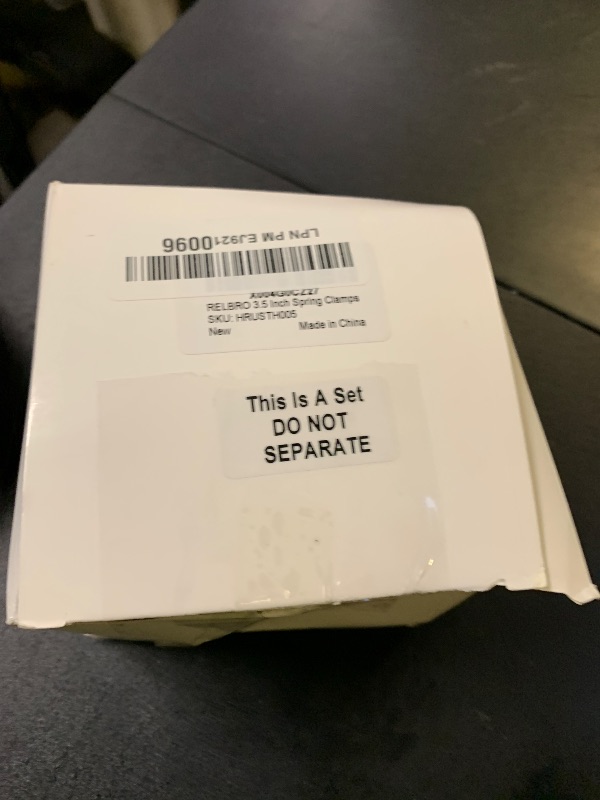 LPN PM EJ9210096
X004G0CZ27
RELBRO 3.5 Inch Spring Clamps
SKU: HRUSTH005
New Made in China
This Is A Set
DO NOT
SEPARATE